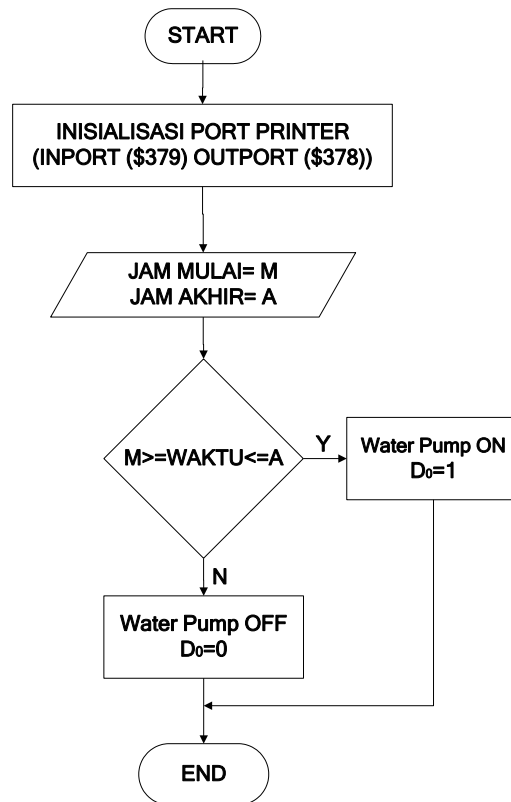 START
INISIALISASI PORT PRINTER
(INPORT ($379) OUTPORT ($378))
JAM MULAI= M
JAM AKHIR= A
M>=WAKTU<=A
Y
Water Pump ON
D₀=1
N
Water Pump OFF
D₀=0
END